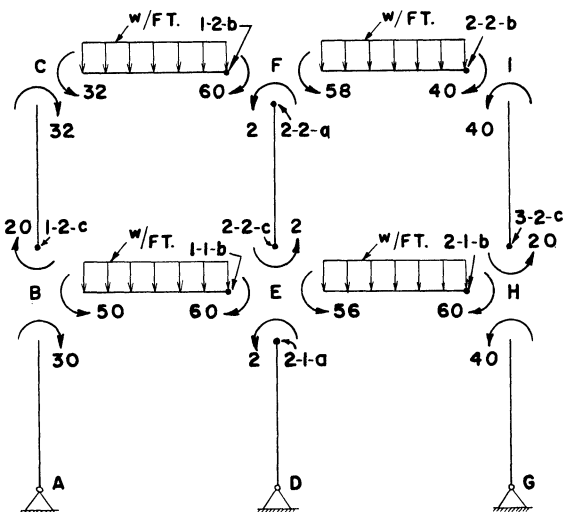 w/FT. 1-2-b w/FT. 2-2-b
C F I
32 60 58 40
32 2 2-2-a 40
20 1-2-c w/FT. 1-1-b 2-2-c 2 w/FT. 2-1-b 3-2-c 20
B E H
50 60 56 60
30 2 2-1-a 40
A D G